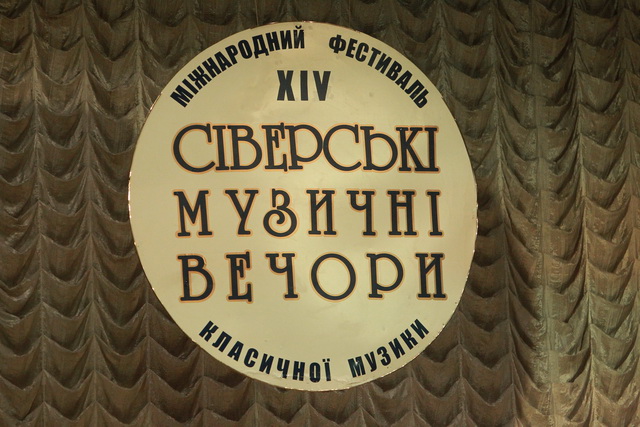 МІЖНАРОДНИЙ ФЕСТИВАЛЬ
XIV
СІВЕРСЬКІ
МУЗИЧНІ
ВЕЧОРИ
КЛАСИЧНОЇ МУЗИКИ